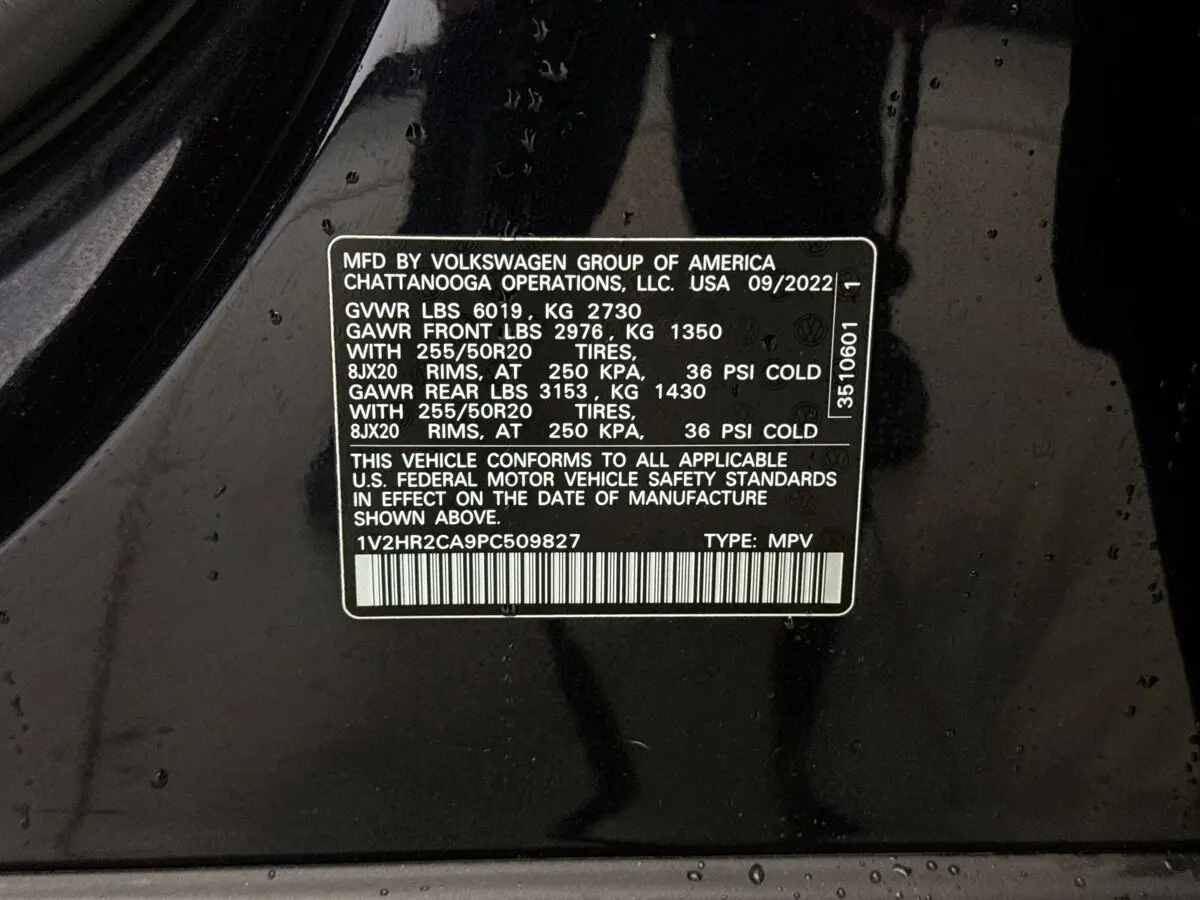 MFD BY VOLKSWAGEN GROUP OF AMERICA
CHATTANOOGA OPERATIONS, LLC. USA 09/2022
GVWR LBS 6019, KG 2730
GAWR FRONT LBS 2976, KG 1350
WITH 255/50R20 TIRES,
8JX20 RIMS, AT 250 KPA, 36 PSI COLD
GAWR REAR LBS 3153, KG 1430
WITH 255/50R20 TIRES,
8JX20 RIMS, AT 250 KPA, 36 PSI COLD
3510601 1
THIS VEHICLE CONFORMS TO ALL APPLICABLE
U.S. FEDERAL MOTOR VEHICLE SAFETY STANDARDS
IN EFFECT ON THE DATE OF MANUFACTURE
SHOWN ABOVE.
1V2HR2CA9PC509827 TYPE: MPV